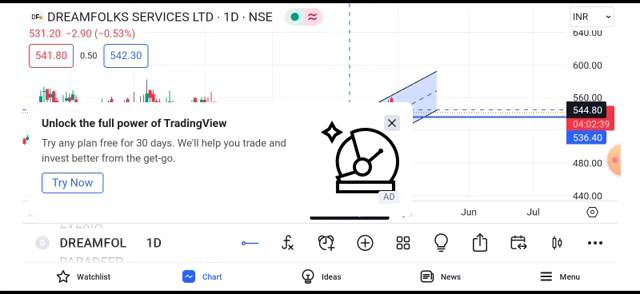 DF DREAMFOLKS SERVICES LTD · 1D · NSE
INR
531.20 −2.90 (−0.53%)
541.80 0.50 542.30
640.00
600.00
560.00
544.80
04:02:39
536.40
480.00
440.00
Unlock the full power of TradingView
Try any plan free for 30 days. We'll help you trade and
invest better from the get-go.
Try Now
AD
Jun Jul
D DREAMFOL 1D
Watchlist Chart Ideas News Menu